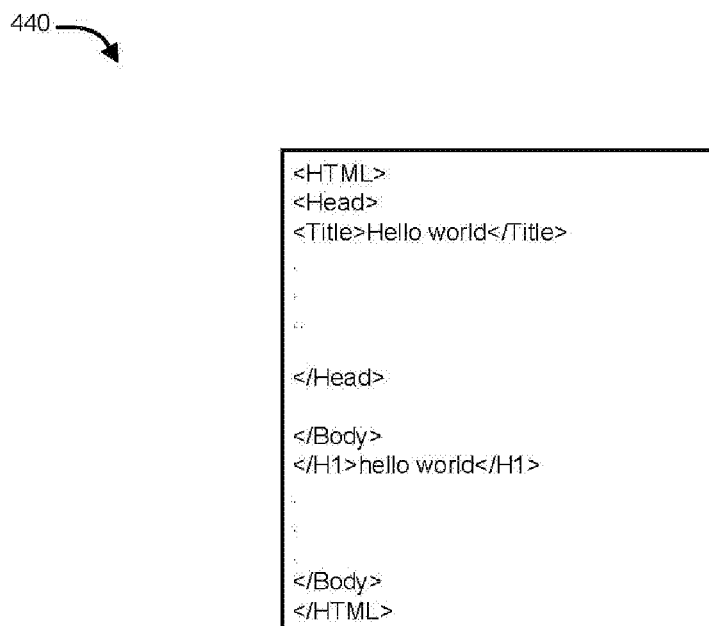 440
<HTML>
<Head>
<Title>Hello world</Title>
.
.
.
</Head>
</Body>
</H1>hello world</H1>
.
.
.
</Body>
</HTML>